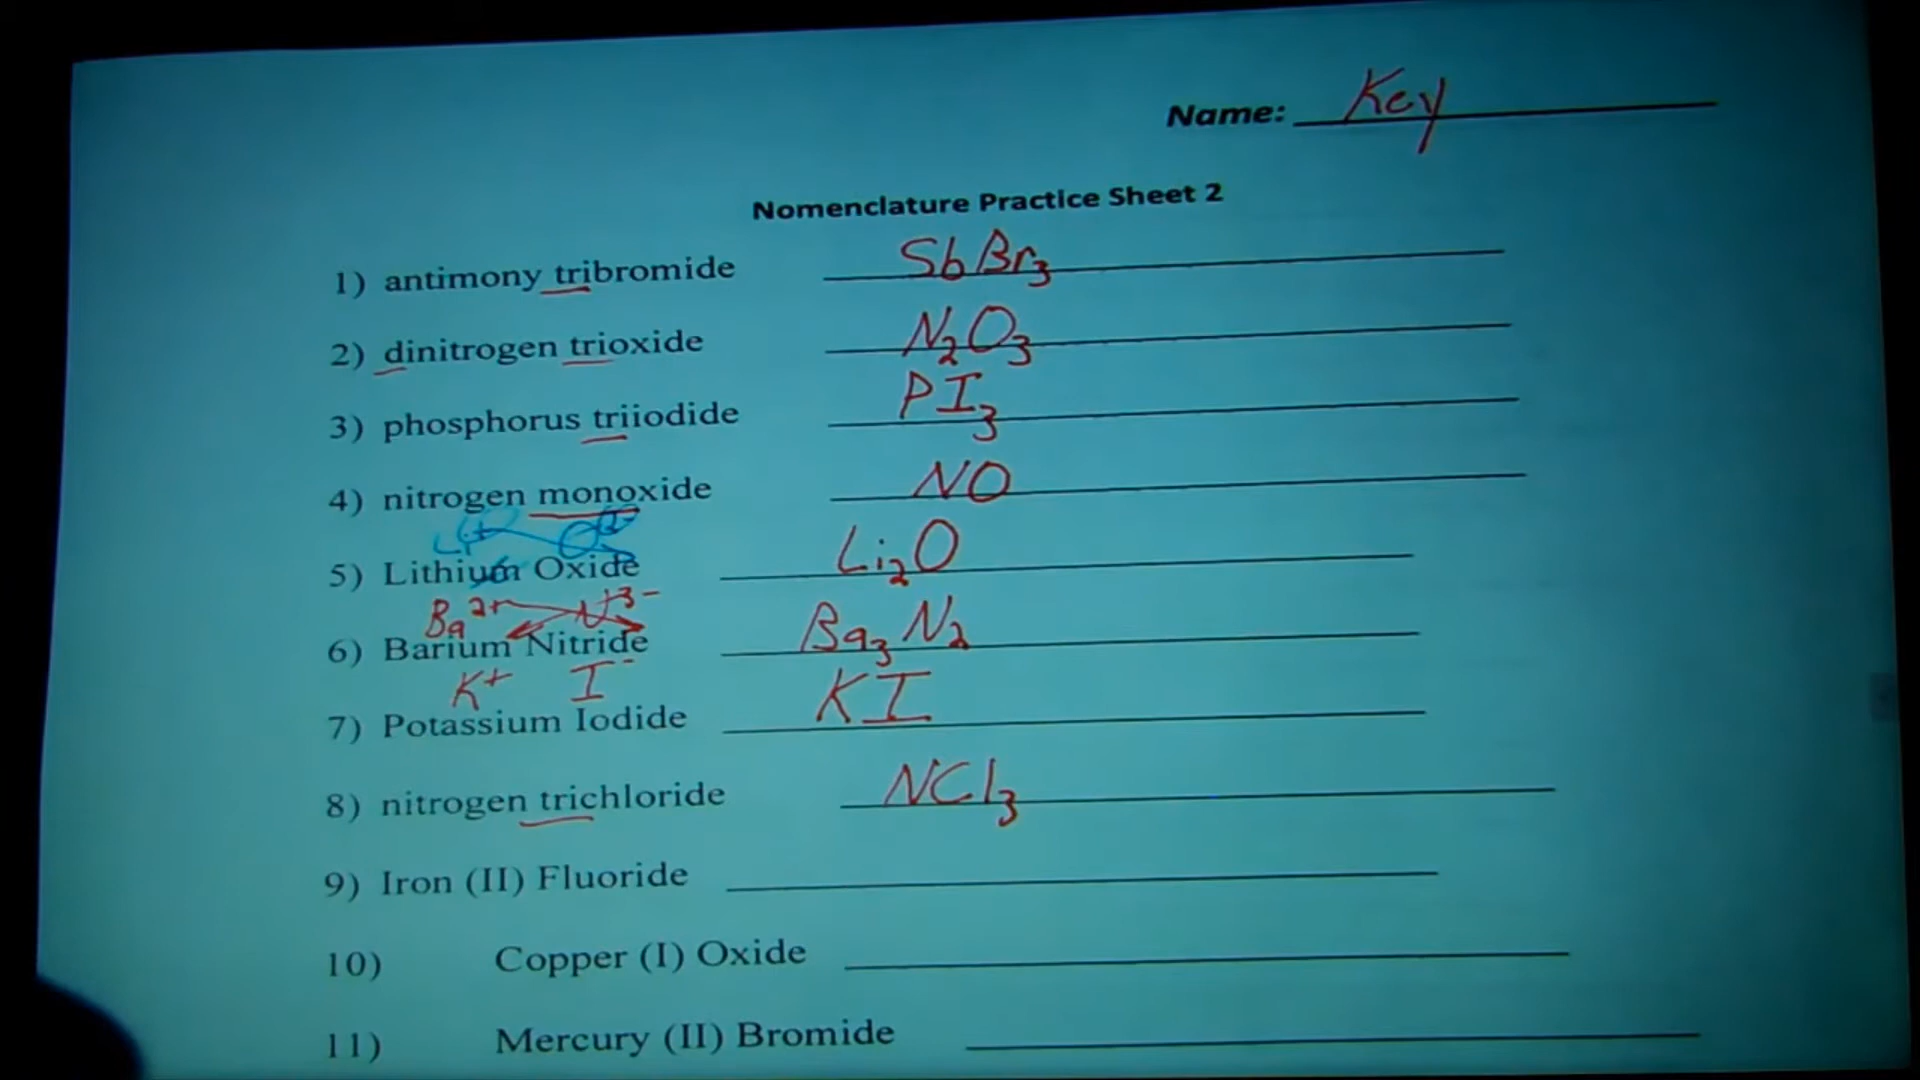 Name: Key
Nomenclature Practice Sheet 2
1) antimony tribromide SbBr₃
2) dinitrogen trioxide N₂O₃
3) phosphorus triiodide PI₃
4) nitrogen monoxide NO
5) Lithium Oxide Li₂O
Ba²⁺ N³⁻
6) Barium Nitride Ba₃N₂
K⁺ I⁻
7) Potassium Iodide KI
8) nitrogen trichloride NCl₃
9) Iron (II) Fluoride
10) Copper (I) Oxide
11) Mercury (II) Bromide